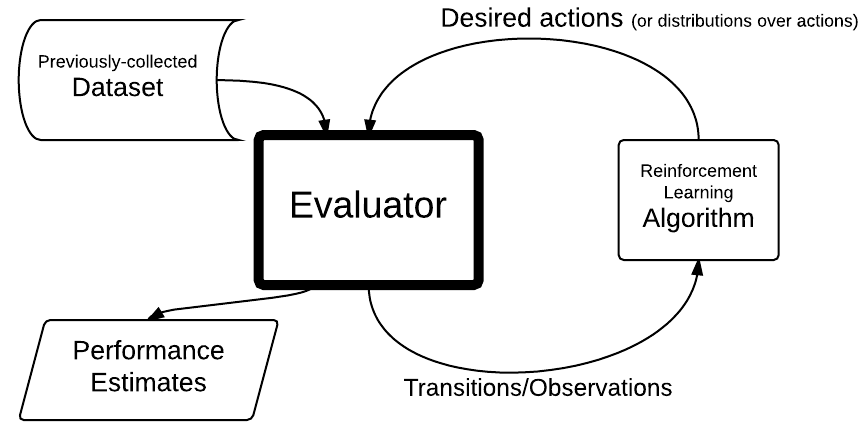 Desired actions (or distributions over actions)
Previously-collected
Dataset
Evaluator
Reinforcement
Learning
Algorithm
Performance
Estimates
Transitions/Observations